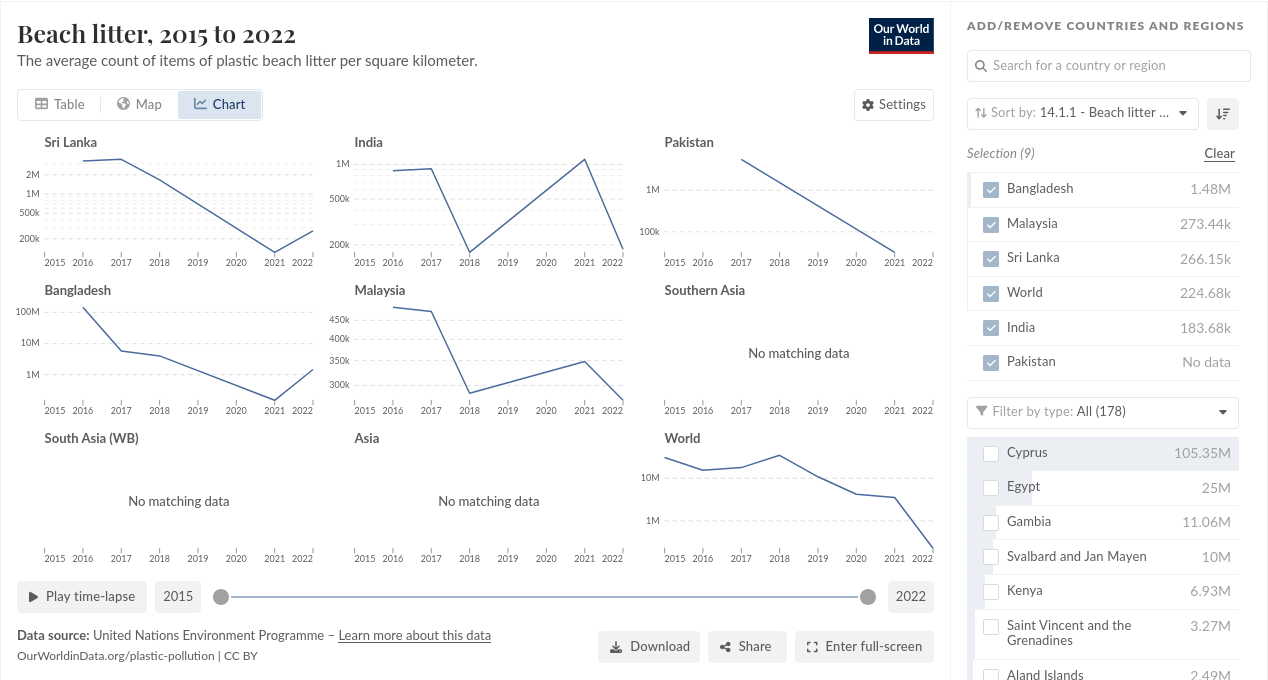 Beach litter, 2015 to 2022
The average count of items of plastic beach litter per square kilometer.
Our World
in Data
Table
Map
Chart
Settings
Sri Lanka
2M
1M
500k
200k
2015 2016 2017 2018 2019 2020 2021 2022
India
1M
500k
200k
2015 2016 2017 2018 2019 2020 2021 2022
Pakistan
1M
100k
2015 2016 2017 2018 2019 2020 2021 2022
Bangladesh
100M
10M
1M
2015 2016 2017 2018 2019 2020 2021 2022
Malaysia
450k
400k
350k
300k
2015 2016 2017 2018 2019 2020 2021 2022
Southern Asia
No matching data
2015 2016 2017 2018 2019 2020 2021 2022
South Asia (WB)
No matching data
2015 2016 2017 2018 2019 2020 2021 2022
Asia
No matching data
2015 2016 2017 2018 2019 2020 2021 2022
World
10M
1M
2015 2016 2017 2018 2019 2020 2021 2022
Play time-lapse
2015
2022
Data source: United Nations Environment Programme – Learn more about this data
OurWorldinData.org/plastic-pollution | CC BY
Download
Share
Enter full-screen
ADD/REMOVE COUNTRIES AND REGIONS
Search for a country or region
Sort by: 14.1.1 - Beach litter ...
Selection (9)
Clear
Bangladesh 1.48M
Malaysia 273.44k
Sri Lanka 266.15k
World 224.68k
India 183.68k
Pakistan No data
Filter by type: All (178)
Cyprus 105.35M
Egypt 25M
Gambia 11.06M
Svalbard and Jan Mayen 10M
Kenya 6.93M
Saint Vincent and the
Grenadines 3.27M
Aland Islands 2.49M